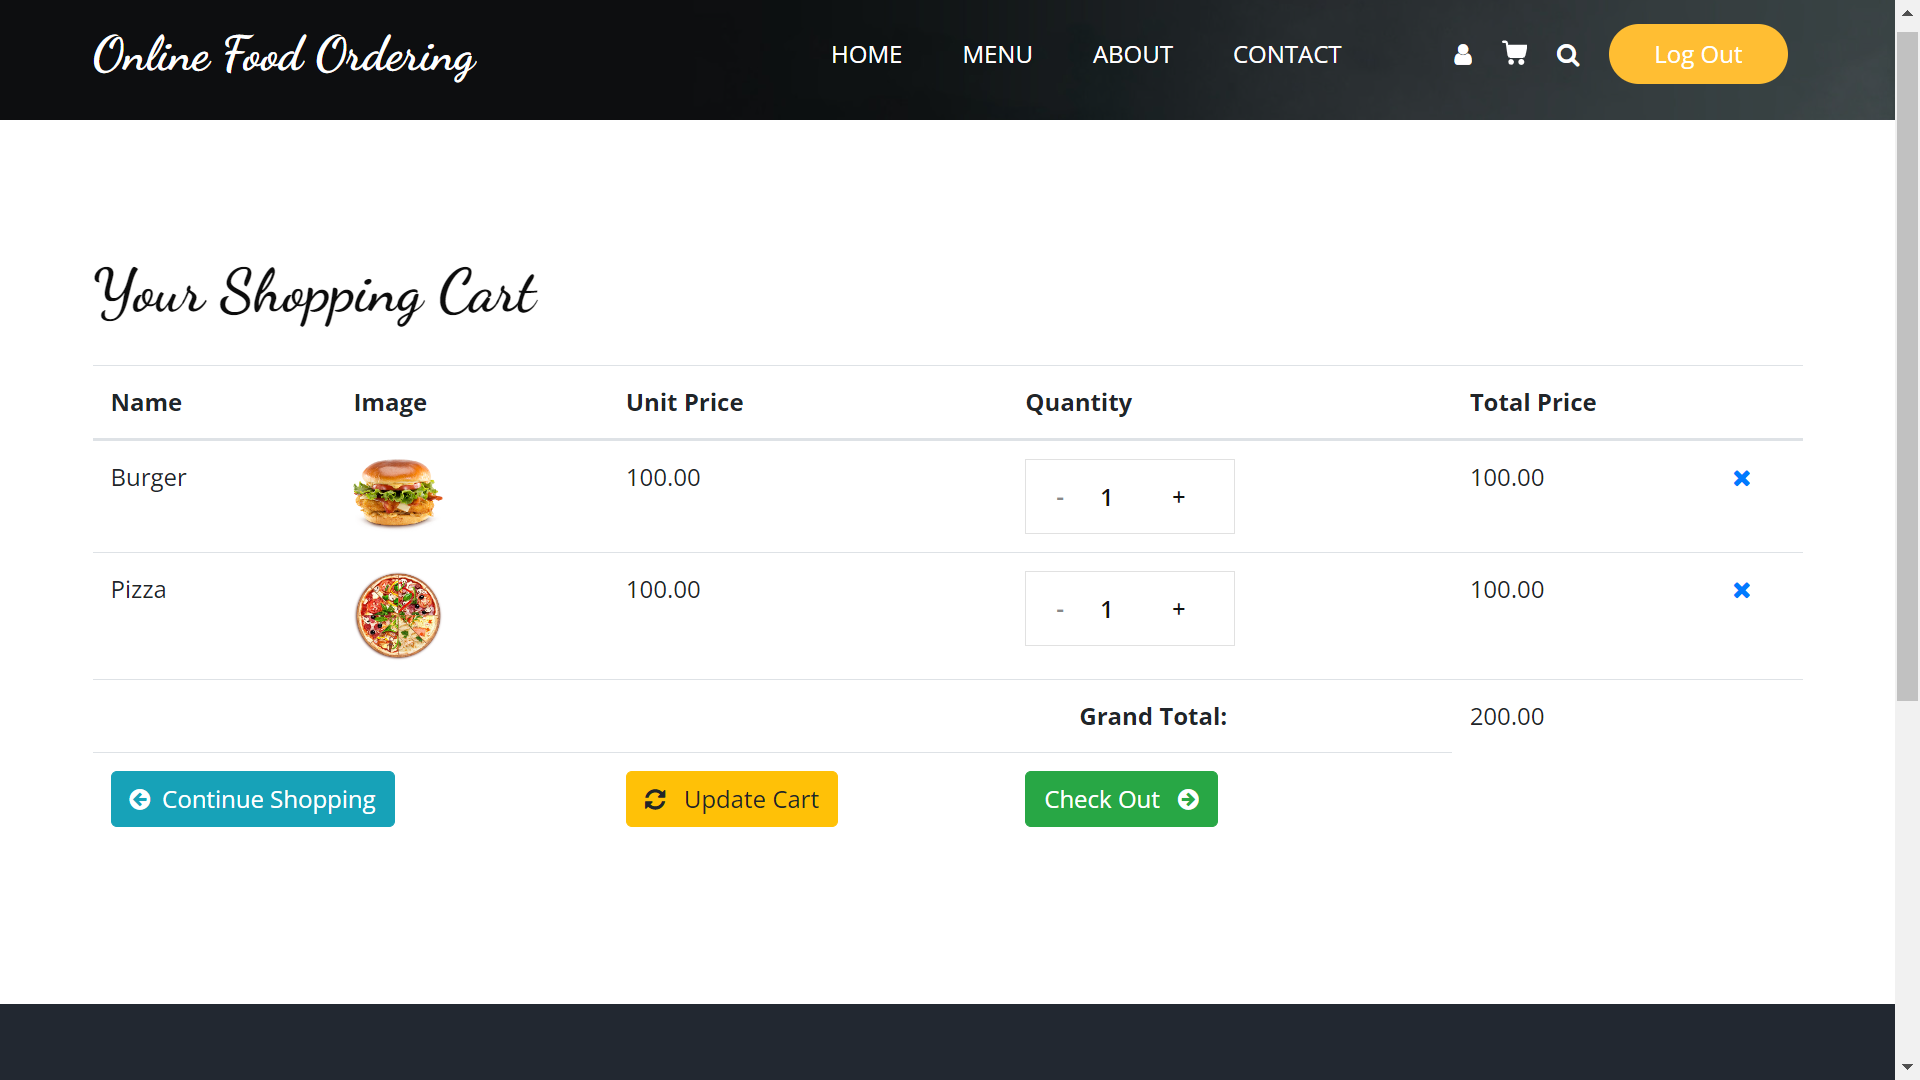 Online Food Ordering HOME MENU ABOUT CONTACT Log Out
Your Shopping Cart
Name Image Unit Price Quantity Total Price
Burger 100.00 - 1 + 100.00
Pizza 100.00 - 1 + 100.00
Grand Total: 200.00
Continue Shopping Update Cart Check Out